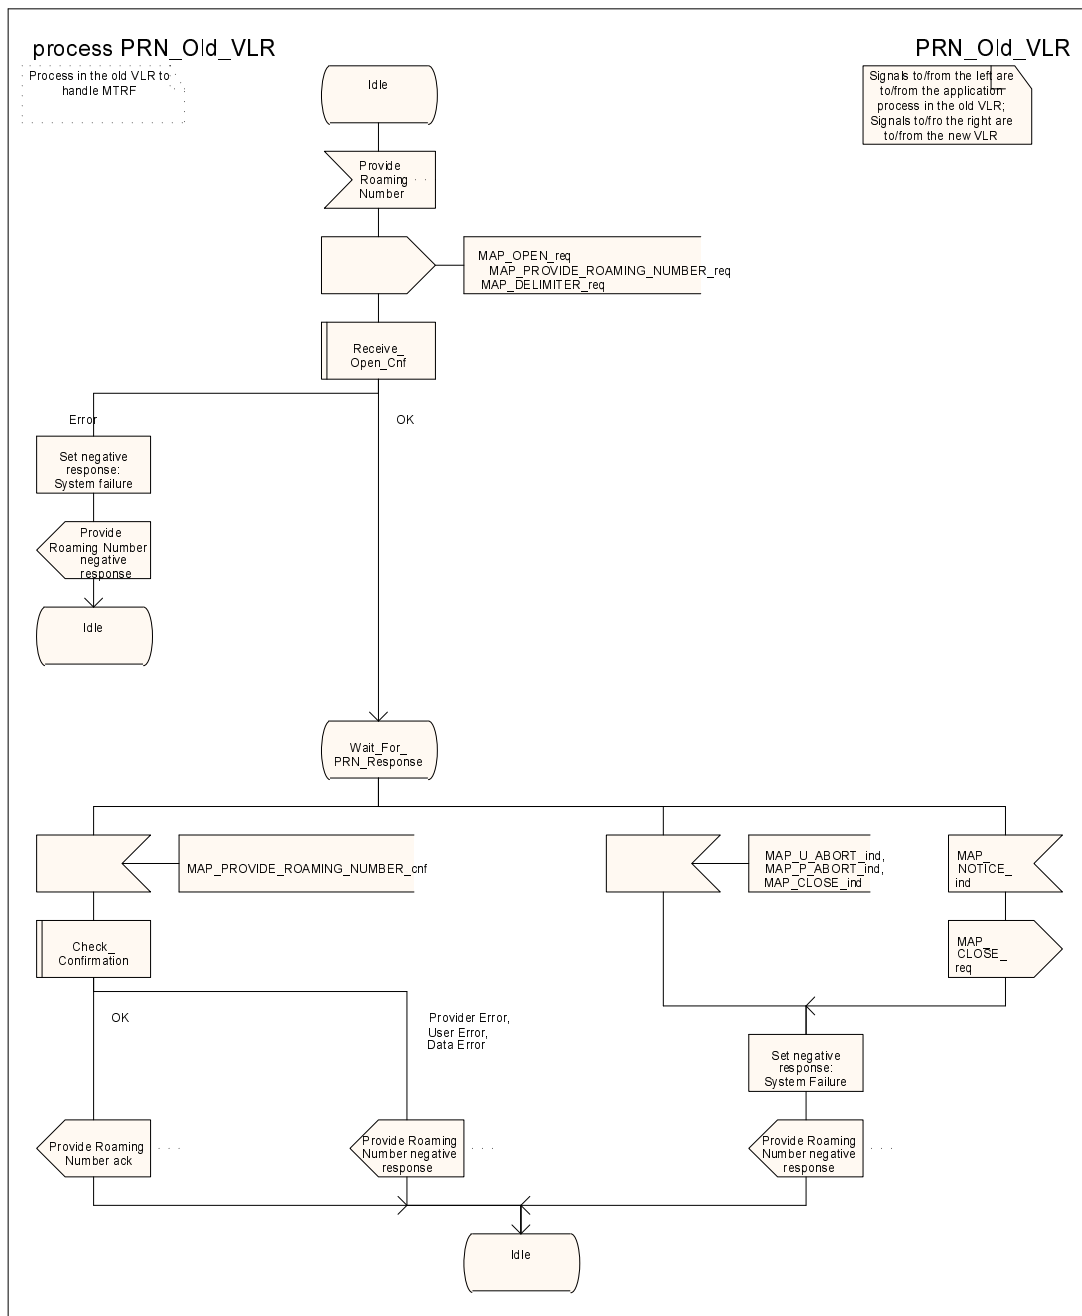 process PRN_Old_VLR
PRN_Old_VLR
Process in the old VLR to
handle MTRF
Idle
Signals to/from the left are
to/from the application
process in the old VLR;
Signals to/fro the right are
to/from the new VLR
Provide
Roaming
Number
MAP_OPEN_req
MAP_PROVIDE_ROAMING_NUMBER_req
MAP_DELIMITER_req
Receive_
Open_Cnf
Error
OK
Set negative
response:
System failure
Provide
Roaming Number
negative
response
Idle
Wait_For_
PRN_Response
MAP_PROVIDE_ROAMING_NUMBER_cnf
MAP_U_ABORT_ind,
MAP_P_ABORT_ind,
MAP_CLOSE_ind
MAP_
NOTICE_
ind
Check_
Confirmation
MAP_
CLOSE_
req
OK
Provider Error,
User Error,
Data Error
Set negative
response:
System Failure
Provide Roaming
Number ack
Provide Roaming
Number negative
response
Provide Roaming
Number negative
response
Idle